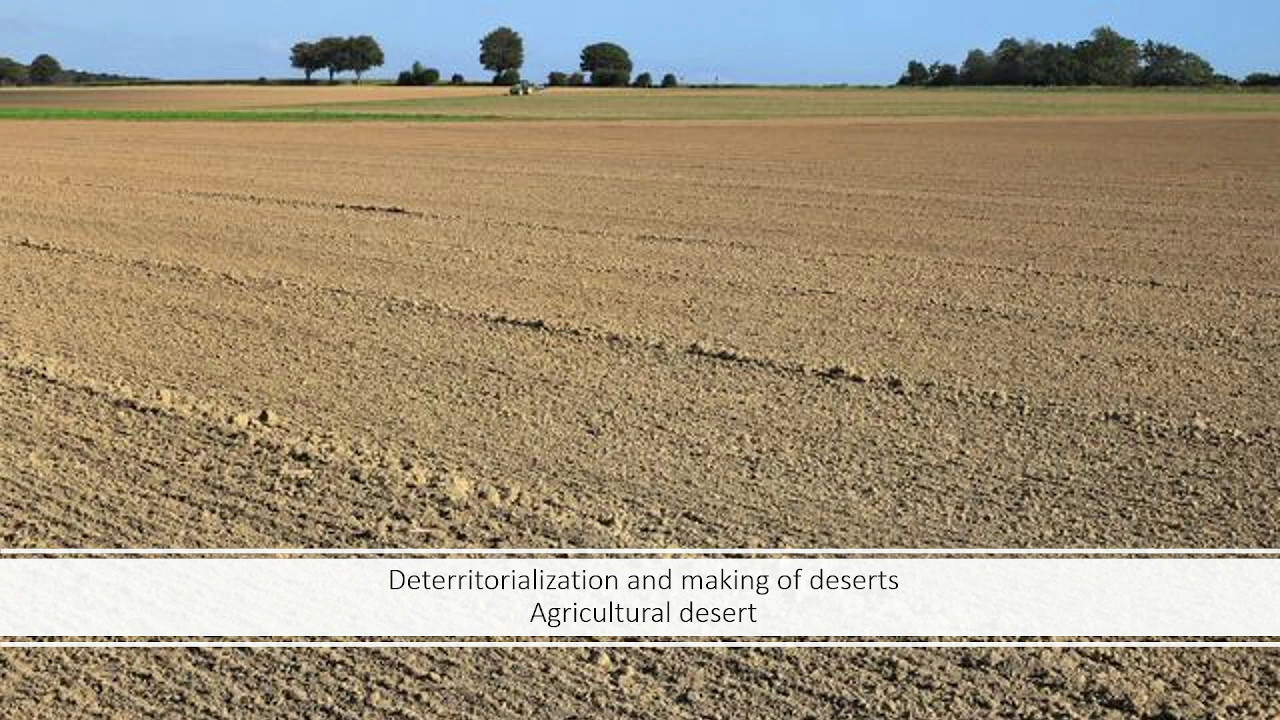 Deterritorialization and making of deserts
Agricultural desert